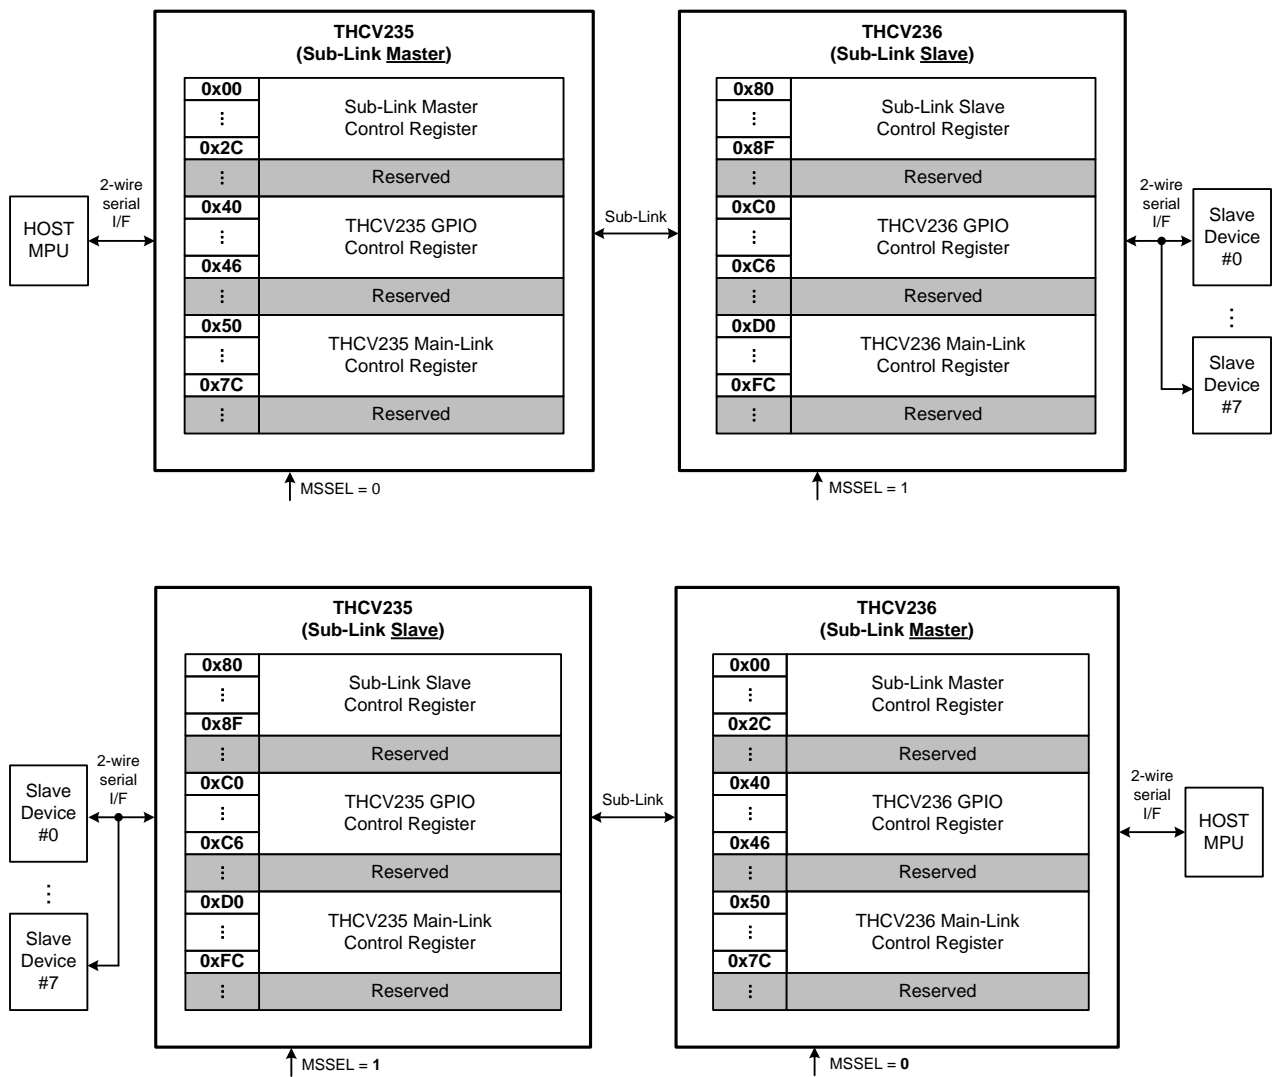 THCV235
(Sub-Link Master)
0x00
⋮
0x2C
Sub-Link Master
Control Register
⋮
Reserved
0x40
⋮
0x46
THCV235 GPIO
Control Register
⋮
Reserved
0x50
⋮
0x7C
THCV235 Main-Link
Control Register
⋮
Reserved
MSSEL = 0
HOST
MPU
2-wire
serial
I/F
Sub-Link
THCV236
(Sub-Link Slave)
0x80
⋮
0x8F
Sub-Link Slave
Control Register
⋮
Reserved
0xC0
⋮
0xC6
THCV236 GPIO
Control Register
⋮
Reserved
0xD0
⋮
0xFC
THCV236 Main-Link
Control Register
⋮
Reserved
MSSEL = 1
2-wire
serial
I/F
Slave
Device
#0
⋮
Slave
Device
#7
THCV235
(Sub-Link Slave)
0x80
⋮
0x8F
Sub-Link Slave
Control Register
⋮
Reserved
0xC0
⋮
0xC6
THCV235 GPIO
Control Register
⋮
Reserved
0xD0
⋮
0xFC
THCV235 Main-Link
Control Register
⋮
Reserved
MSSEL = 1
2-wire
serial
I/F
Slave
Device
#0
⋮
Slave
Device
#7
Sub-Link
THCV236
(Sub-Link Master)
0x00
⋮
0x2C
Sub-Link Master
Control Register
⋮
Reserved
0x40
⋮
0x46
THCV236 GPIO
Control Register
⋮
Reserved
0x50
⋮
0x7C
THCV236 Main-Link
Control Register
⋮
Reserved
MSSEL = 0
2-wire
serial
I/F
HOST
MPU